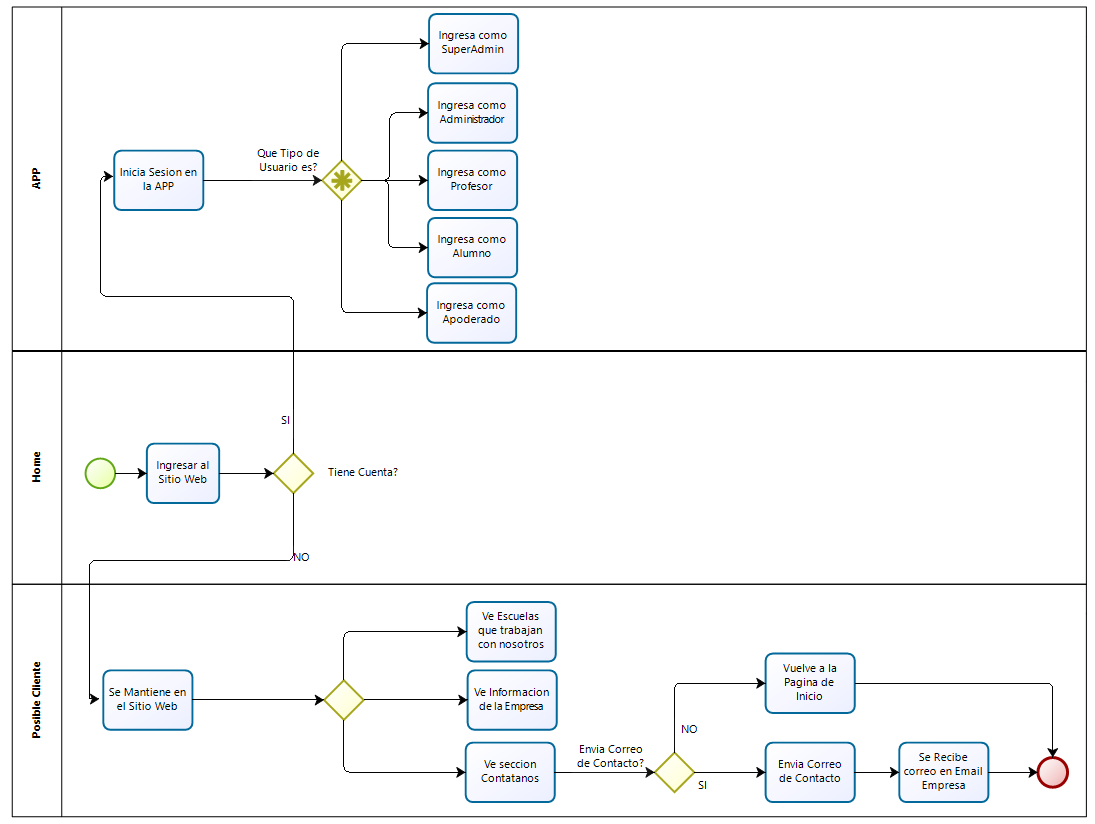 APP
Ingresa como
SuperAdmin
Ingresa como
Administrador
Que Tipo de
Usuario es?
Inicia Sesion en
la APP
Ingresa como
Profesor
Ingresa como
Alumno
Ingresa como
Apoderado
Home
SI
Ingresar al
Sitio Web
Tiene Cuenta?
NO
Posible Cliente
Ve Escuelas
que trabajan
con nosotros
Se Mantiene en
el Sitio Web
Ve Informacion
de la Empresa
Vuelve a la
Pagina de
Inicio
NO
Ve seccion
Contatanos
Envia Correo
de Contacto?
SI
Envia Correo
de Contacto
Se Recibe
correo en Email
Empresa